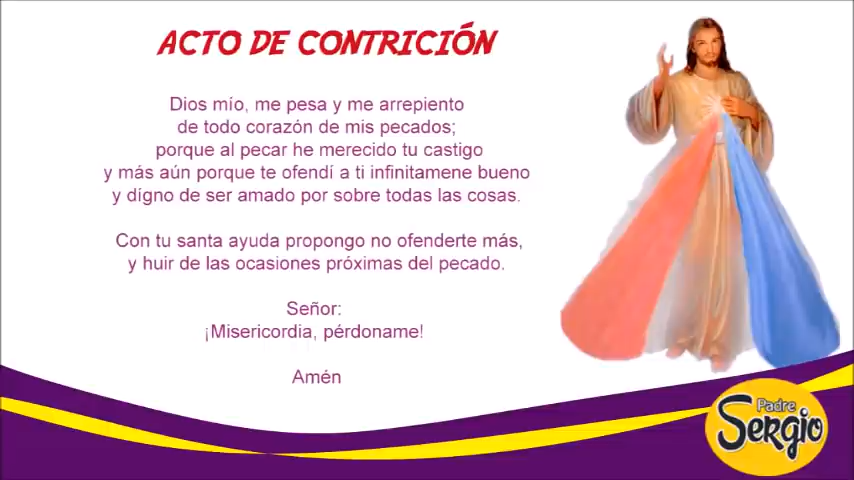 ACTO DE CONTRICIÓN
Dios mío, me pesa y me arrepiento
de todo corazón de mis pecados;
porque al pecar he merecido tu castigo
y más aún porque te ofendí a ti infinitamene bueno
y dígno de ser amado por sobre todas las cosas.
Con tu santa ayuda propongo no ofenderte más,
y huir de las ocasiones próximas del pecado.
Señor:
¡Misericordia, pérdoname!
Amén
Padre
Sergio